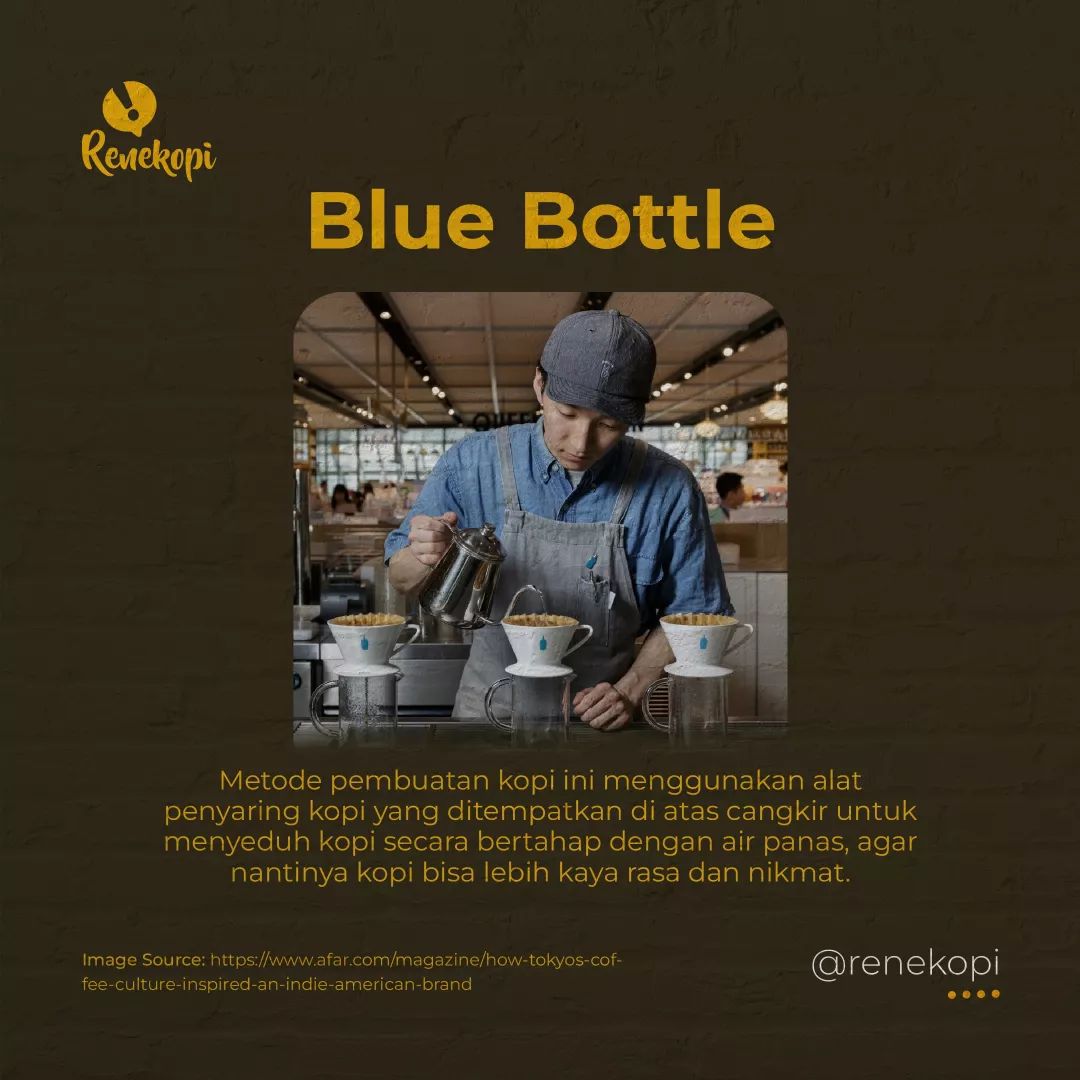 Renekopi
Blue Bottle
Metode pembuatan kopi ini menggunakan alat
penyaring kopi yang ditempatkan di atas cangkir untuk
menyeduh kopi secara bertahap dengan air panas, agar
nantinya kopi bisa lebih kaya rasa dan nikmat.
Image Source: https://www.afar.com/magazine/how-tokyos-cof-
fee-culture-inspired-an-indie-american-brand
@renekopi